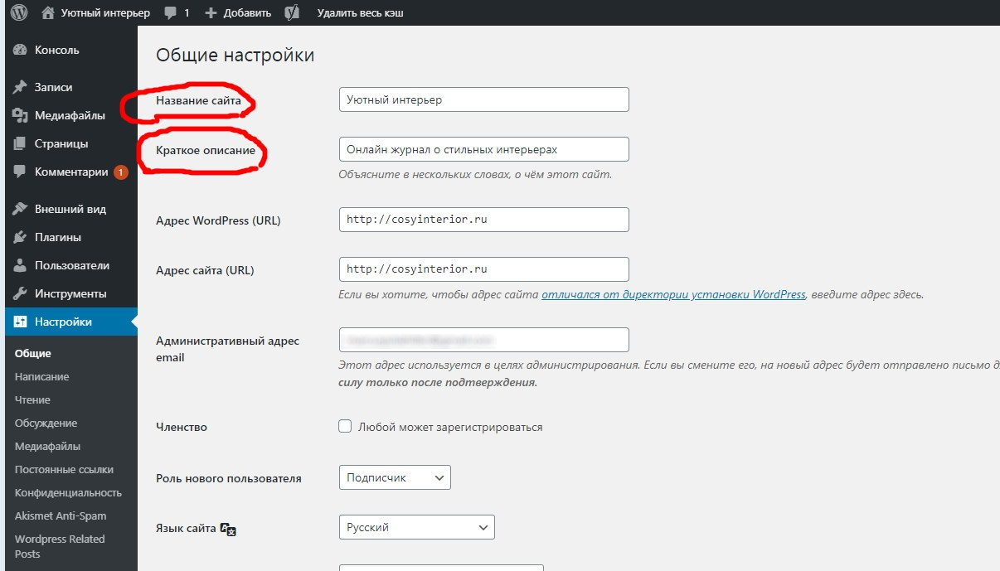 Уютный интерьер 1 Добавить Удалить весь кэш
Консоль
Записи
Медиафайлы
Страницы
Комментарии 1
Внешний вид
Плагины
Пользователи
Инструменты
Настройки
Общие
Написание
Чтение
Обсуждение
Медиафайлы
Постоянные ссылки
Конфиденциальность
Akismet Anti-Spam
Wordpress Related
Posts
Общие настройки
Название сайта Уютный интерьер
Краткое описание Онлайн журнал о стильных интерьерах
Объясните в нескольких словах, о чём этот сайт.
Адрес WordPress (URL) http://cosyinterior.ru
Адрес сайта (URL) http://cosyinterior.ru
Если вы хотите, чтобы адрес сайта отличался от директории установки WordPress, введите адрес здесь.
Административный адрес
email
Этот адрес используется в целях администрирования. Если вы смените его, на новый адрес будет отправлено письмо
силу только после подтверждения.
Членство Любой может зарегистрироваться
Роль нового пользователя Подписчик
Язык сайта Русский